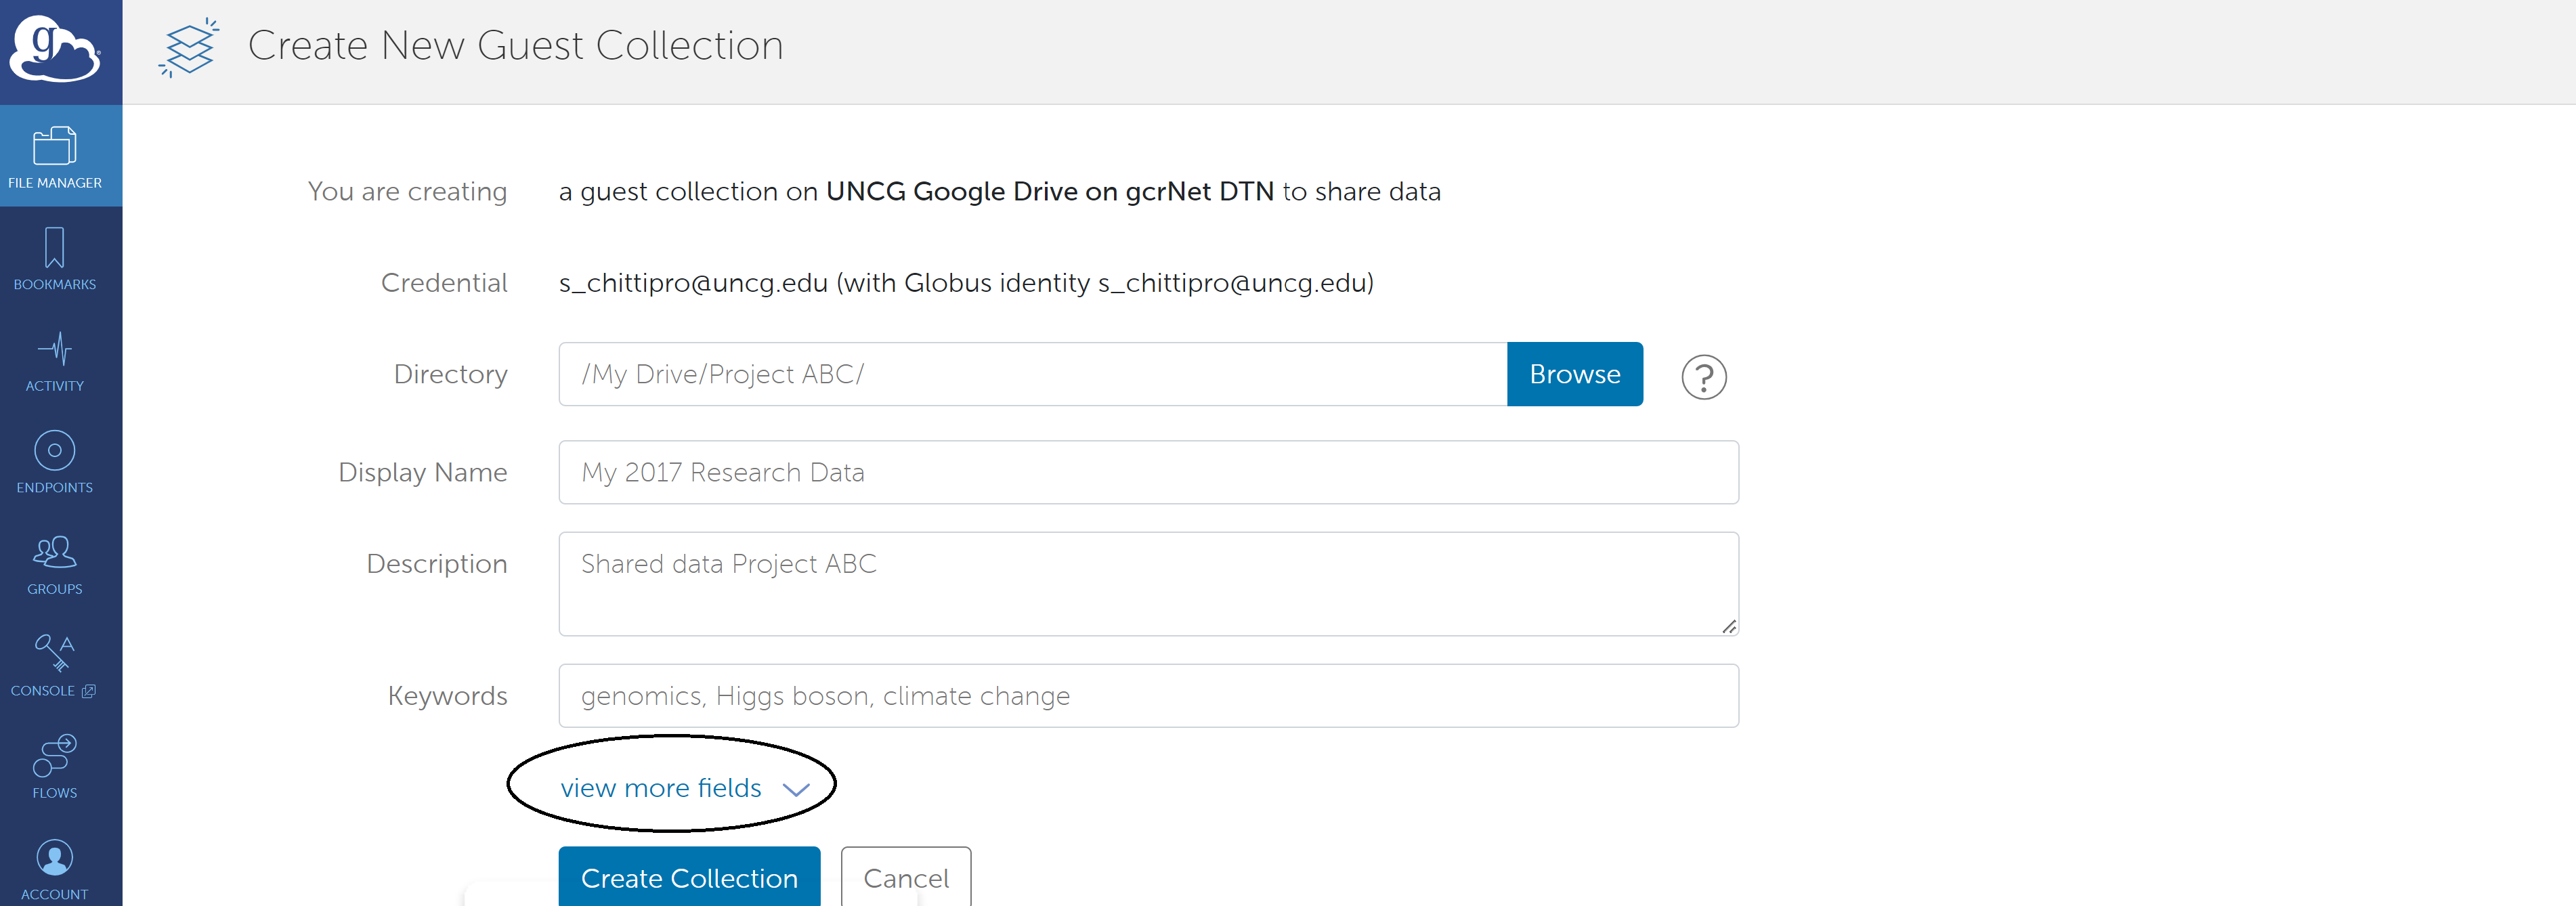 g
Create New Guest Collection
FILE MANAGER
BOOKMARKS
ACTIVITY
ENDPOINTS
GROUPS
CONSOLE
FLOWS
ACCOUNT
You are creating a guest collection on UNCG Google Drive on gcrNet DTN to share data
Credential s_chittipro@uncg.edu (with Globus identity s_chittipro@uncg.edu)
Directory /My Drive/Project ABC/ Browse ?
Display Name My 2017 Research Data
Description Shared data Project ABC
Keywords genomics, Higgs boson, climate change
view more fields
Create Collection Cancel